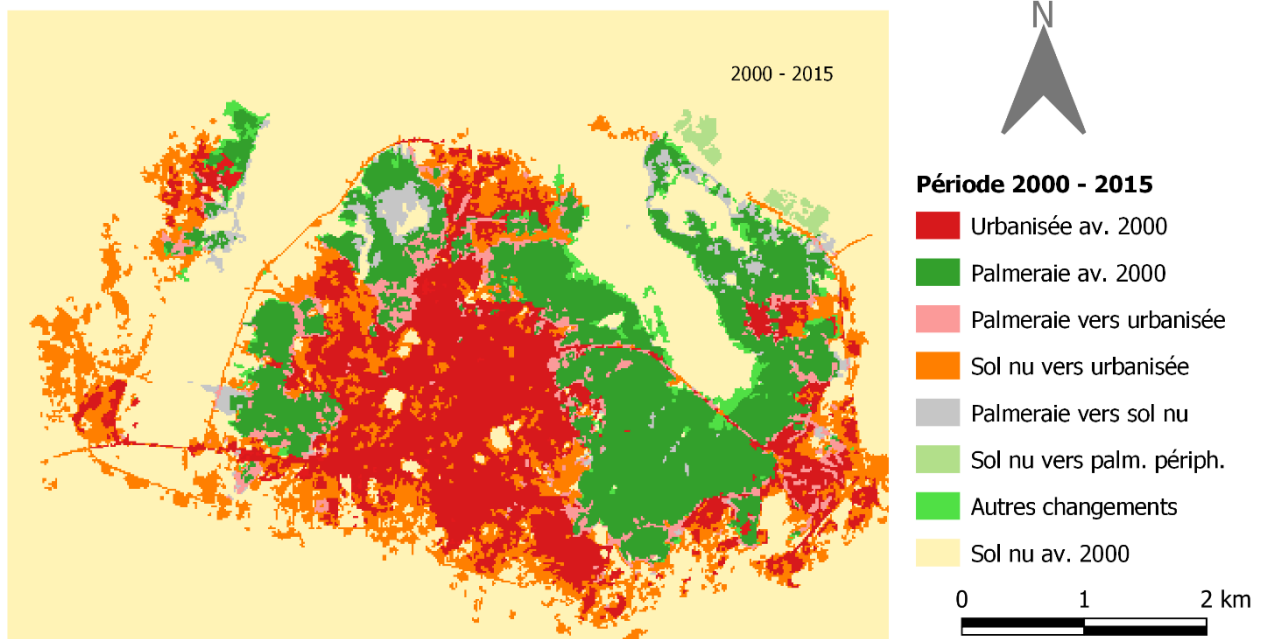 2000 - 2015
N
Période 2000 - 2015
Urbanisée av. 2000
Palmeraie av. 2000
Palmeraie vers urbanisée
Sol nu vers urbanisée
Palmeraie vers sol nu
Sol nu vers palm. périph.
Autres changements
Sol nu av. 2000
0 1 2 km